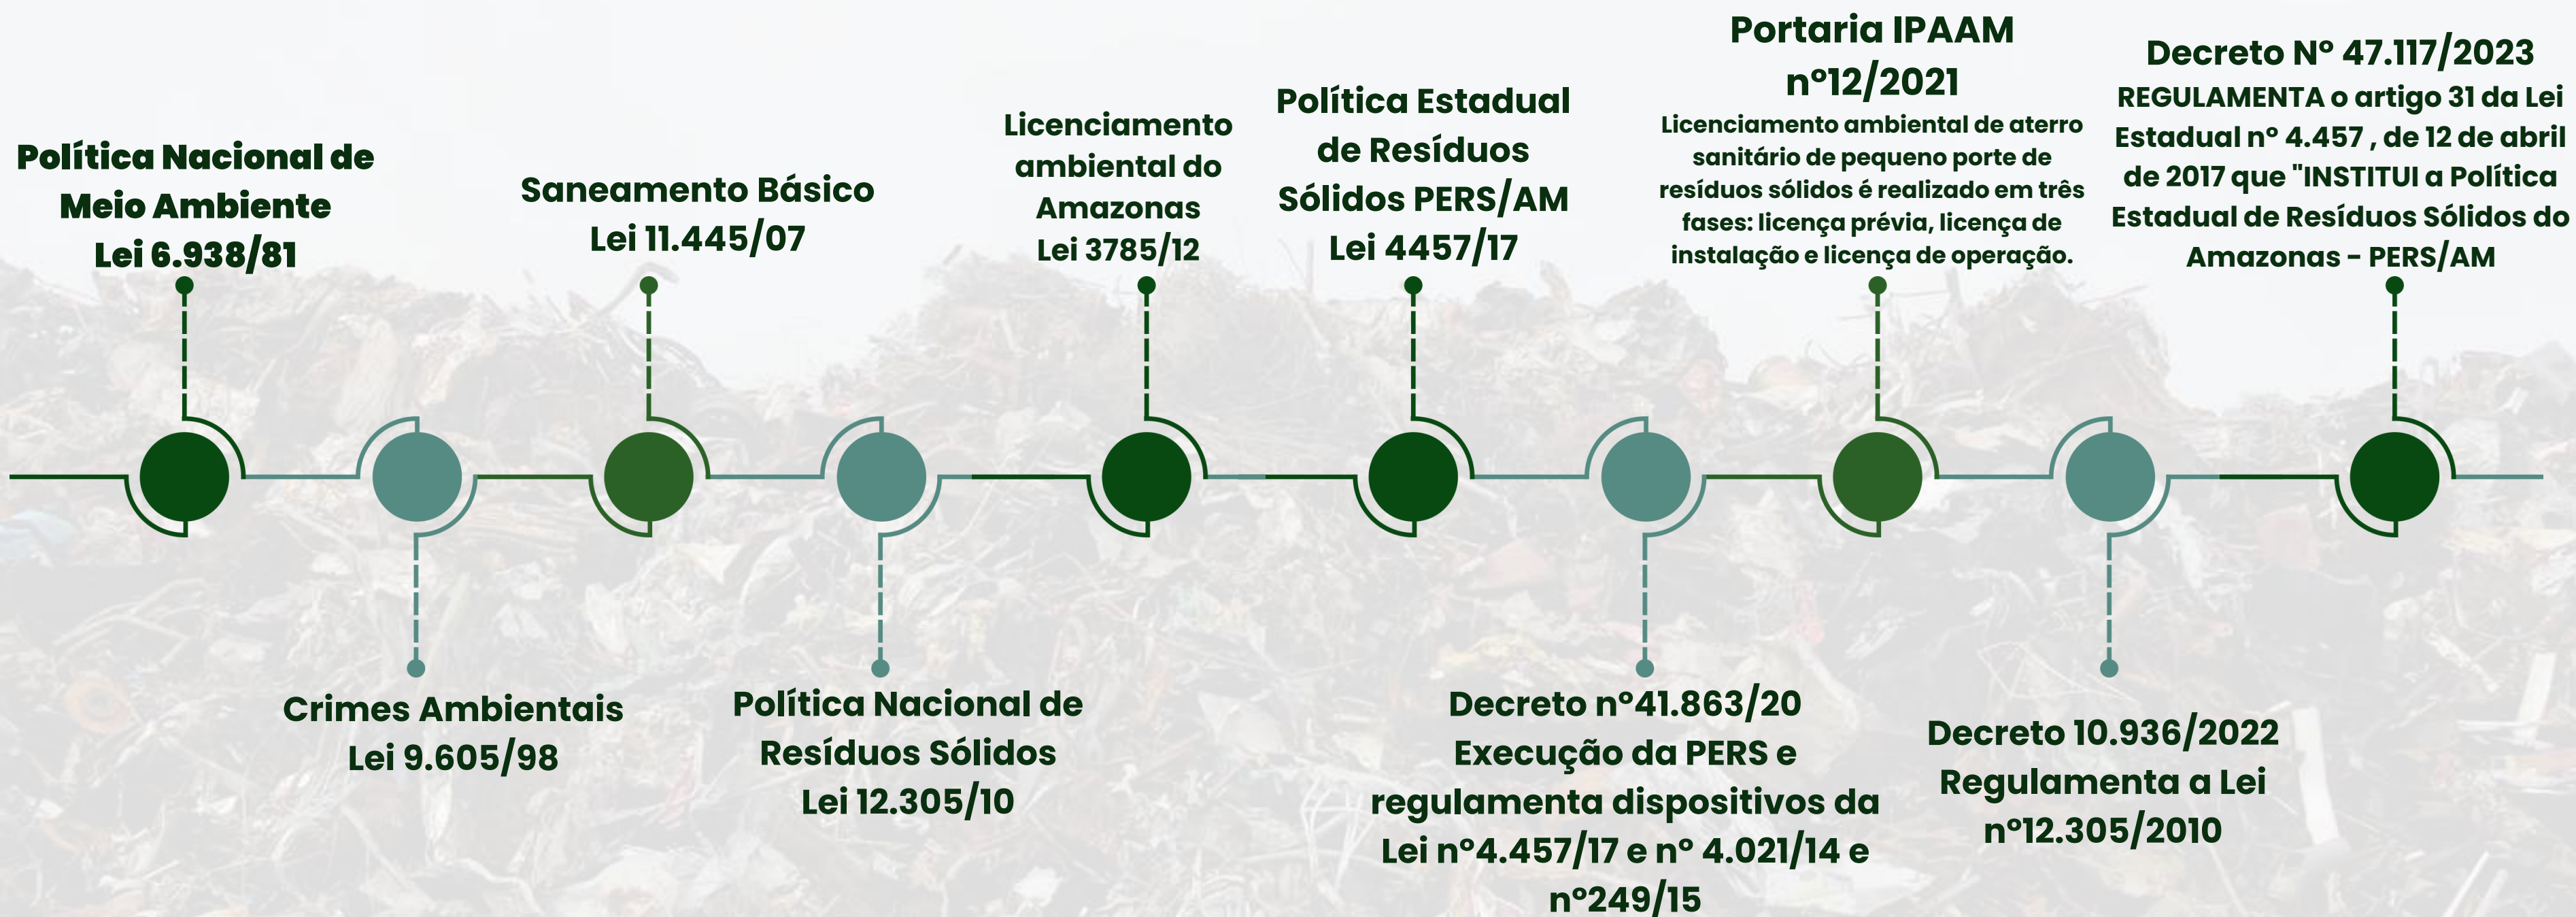 Política Nacional de
Meio Ambiente
Lei 6.938/81
Crimes Ambientais
Lei 9.605/98
Saneamento Básico
Lei 11.445/07
Política Nacional de
Resíduos Sólidos
Lei 12.305/10
Licenciamento
ambiental do
Amazonas
Lei 3785/12
Política Estadual
de Resíduos
Sólidos PERS/AM
Lei 4457/17
Decreto nº41.863/20
Execução da PERS e
regulamenta dispositivos da
Lei nº4.457/17 e nº 4.021/14 e
nº249/15
Portaria IPAAM
nº12/2021
Licenciamento ambiental de aterro
sanitário de pequeno porte de
resíduos sólidos é realizado em três
fases: licença prévia, licença de
instalação e licença de operação.
Decreto 10.936/2022
Regulamenta a Lei
nº12.305/2010
Decreto Nº 47.117/2023
REGULAMENTA o artigo 31 da Lei
Estadual nº 4.457 , de 12 de abril
de 2017 que "INSTITUI a Política
Estadual de Resíduos Sólidos do
Amazonas - PERS/AM